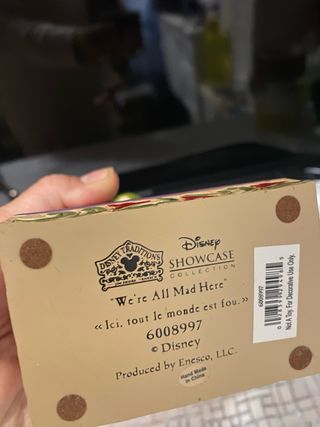 DISNEY TRADITIONS
Disney
SHOWCASE
COLLECTION
"We're All Mad Here"
«Ici, tout le monde est fou.»
6008997
© Disney
Produced by Enesco, LLC.
Hand Made
in China
6008997
Not A Toy. For Decorative Use Only.